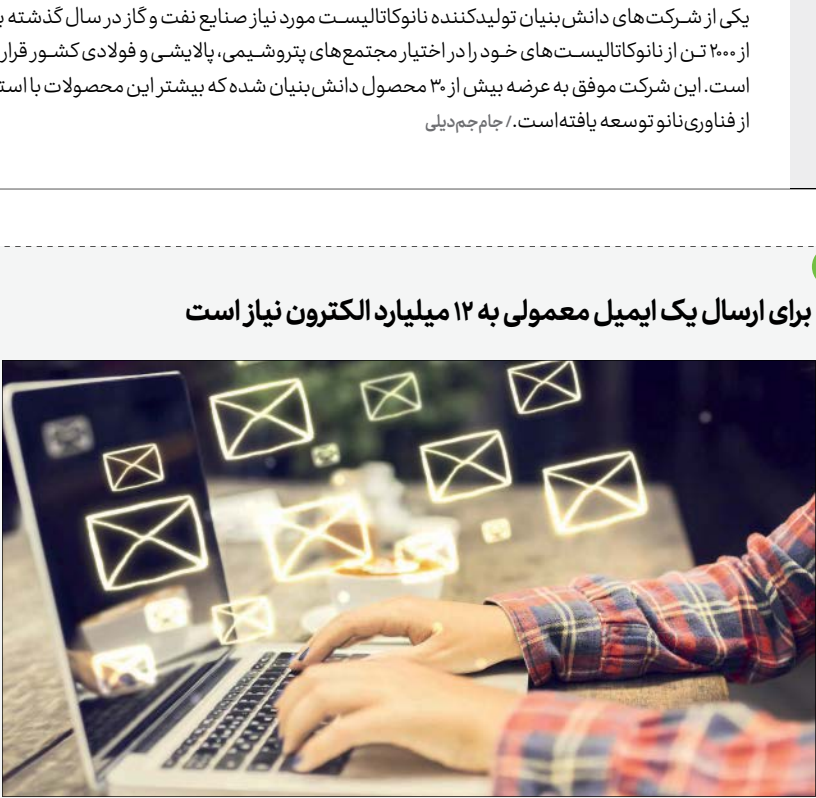 یکی از شرکت‌های دانش‌بنیان تولیدکننده نانوکاتالیست مورد نیاز صنایع نفت و گاز در سال گذشته
از ۲۰۰۰ تن از نانوکاتالیست‌های خود را در اختیار مجتمع‌های پتروشیمی، پالایشی و فولادی کشور قرار
است. این شرکت موفق به عرضه بیش از ۳۰ محصول دانش‌بنیان شده که بیشتر این محصولات با
از فناوری نانو توسعه یافته‌است. / جام‌جم‌دیلی
برای ارسال یک ایمیل معمولی به ۱۲ میلیارد الکترون نیاز است